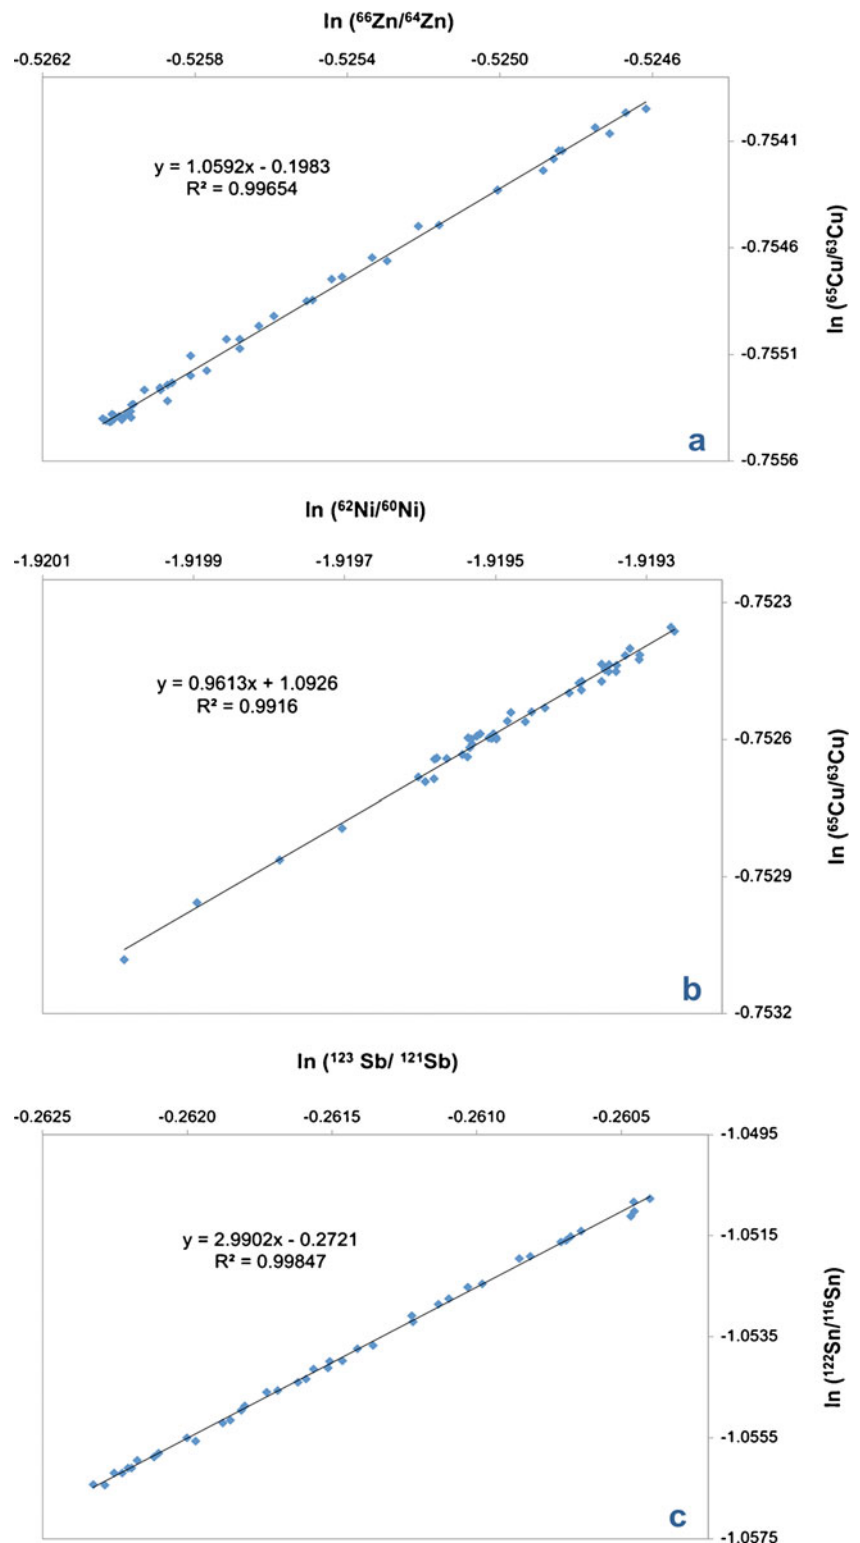 ln (⁶⁶Zn/⁶⁴Zn)
-0.5262 -0.5258 -0.5254 -0.5250 -0.5246
-0.7541
y = 1.0592x - 0.1983
R² = 0.99654
-0.7546
ln (⁶⁵Cu/⁶³Cu)
-0.7551
a
-0.7556
ln (⁶²Ni/⁶⁰Ni)
-1.9201 -1.9199 -1.9197 -1.9195 -1.9193
-0.7523
y = 0.9613x + 1.0926
R² = 0.9916
-0.7526
ln (⁶⁵Cu/⁶³Cu)
-0.7529
b
-0.7532
ln (¹²³ Sb/ ¹²¹Sb)
-0.2625 -0.2620 -0.2615 -0.2610 -0.2605
-1.0495
y = 2.9902x - 0.2721
R² = 0.99847
-1.0515
-1.0535
ln (¹²²Sn/¹¹⁶Sn)
-1.0555
c
-1.0575